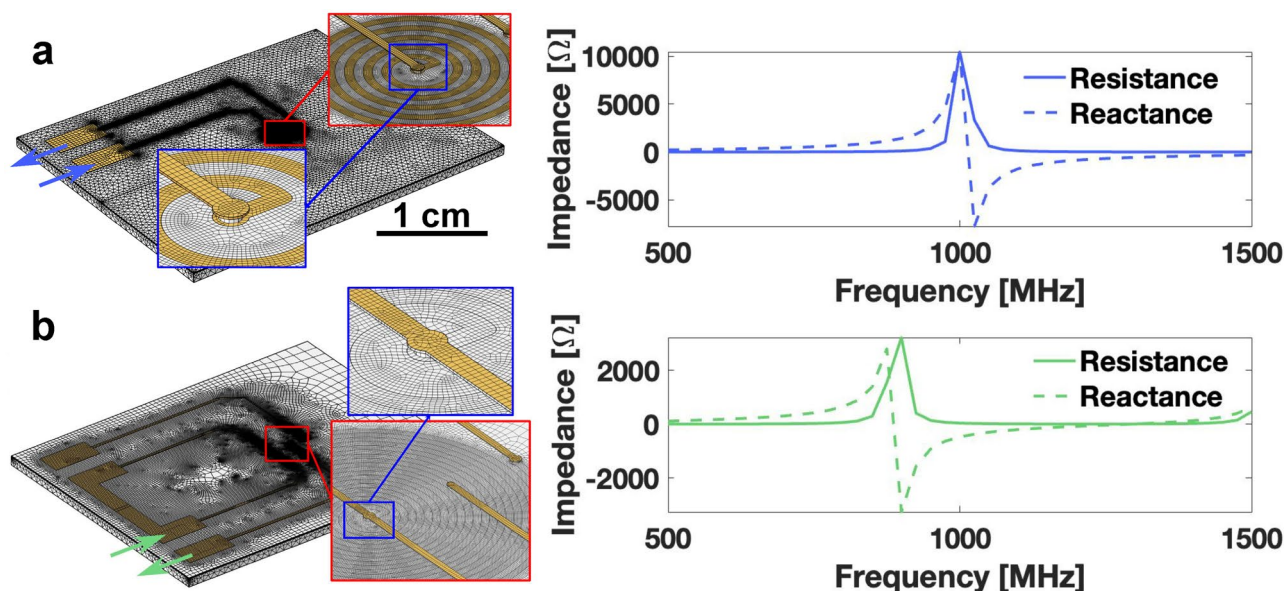 a
1 cm
Impedance [Ω]
10000
5000
0
-5000
Resistance
Reactance
500
1000
1500
Frequency [MHz]
b
Impedance [Ω]
2000
0
-2000
Resistance
Reactance
500
1000
1500
Frequency [MHz]